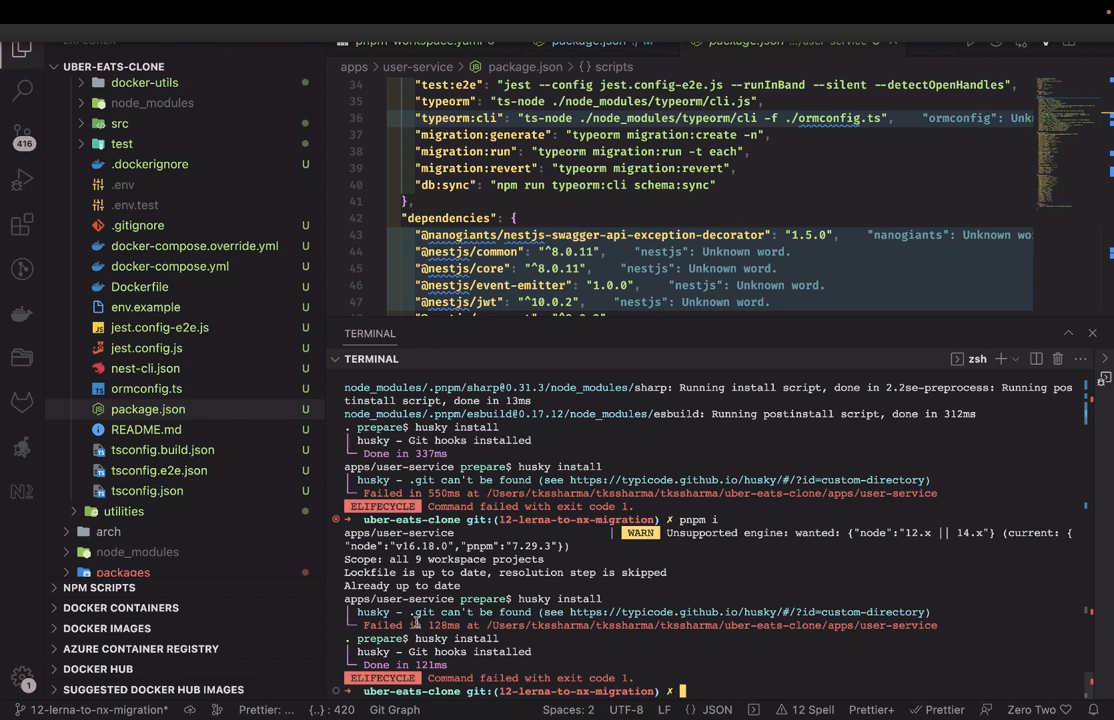 UBER-EATS-CLONE
docker-utils
node_modules
src
test
.dockerignore U
.env
.env.test
.gitignore U
docker-compose.override.yml U
docker-compose.yml U
Dockerfile U
env.example U
jest.config-e2e.js U
jest.config.js U
nest-cli.json U
ormconfig.ts U
package.json U
README.md U
tsconfig.build.json U
tsconfig.e2e.json U
tsconfig.json U
utilities
arch
node_modules
packages
NPM SCRIPTS
DOCKER CONTAINERS
DOCKER IMAGES
AZURE CONTAINER REGISTRY
DOCKER HUB
SUGGESTED DOCKER HUB IMAGES
416
1
apps > user-service > package.json > {} scripts
34 "test:e2e": "jest --config jest.config-e2e.js --runInBand --silent --detectOpenHandles",
35 "typeorm": "ts-node ./node_modules/typeorm/cli.js",
36 "typeorm:cli": "ts-node ./node_modules/typeorm/cli -f ./ormconfig.ts", "ormconfig": Unkn
37 "migration:generate": "typeorm migration:create -n",
38 "migration:run": "typeorm migration:run -t each",
39 "migration:revert": "typeorm migration:revert",
40 "db:sync": "npm run typeorm:cli schema:sync"
41 },
42 "dependencies": {
43 "@nanogiants/nestjs-swagger-api-exception-decorator": "1.5.0", "nanogiants": Unknown wo
44 "@nestjs/common": "^8.0.11", "nestjs": Unknown word.
45 "@nestjs/core": "^8.0.11", "nestjs": Unknown word.
46 "@nestjs/event-emitter": "1.0.0", "nestjs": Unknown word.
47 "@nestjs/jwt": "^10.0.2", "nestjs": Unknown word.
TERMINAL
TERMINAL
zsh
node_modules/.pnpm/sharp@0.31.3/node_modules/sharp: Running install script, done in 2.2se-preprocess: Running pos
tinstall script, done in 13ms
node_modules/.pnpm/esbuild@0.17.12/node_modules/esbuild: Running postinstall script, done in 312ms
. prepare$ husky install
husky - Git hooks installed
Done in 337ms
apps/user-service prepare$ husky install
husky - .git can't be found (see https://typicode.github.io/husky/#/?id=custom-directory)
Failed in 550ms at /Users/tkssharma/tkssharma/uber-eats-clone/apps/user-service
ELIFECYCLE Command failed with exit code 1.
uber-eats-clone git:(12-lerna-to-nx-migration) ✗ pnpm i
apps/user-service | WARN Unsupported engine: wanted: {"node":"12.x || 14.x"} (current: {
"node":"v16.18.0","pnpm":"7.29.3"})
Scope: all 9 workspace projects
Lockfile is up to date, resolution step is skipped
Already up to date
apps/user-service prepare$ husky install
husky - .git can't be found (see https://typicode.github.io/husky/#/?id=custom-directory)
Failed in 128ms at /Users/tkssharma/tkssharma/uber-eats-clone/apps/user-service
. prepare$ husky install
husky - Git hooks installed
Done in 121ms
ELIFECYCLE Command failed with exit code 1.
uber-eats-clone git:(12-lerna-to-nx-migration) ✗
12-lerna-to-nx-migration* Prettier: ... {..} : 420 Git Graph Spaces: 2 UTF-8 LF {} JSON 12 Spell Prettier+ Prettier Zero Two